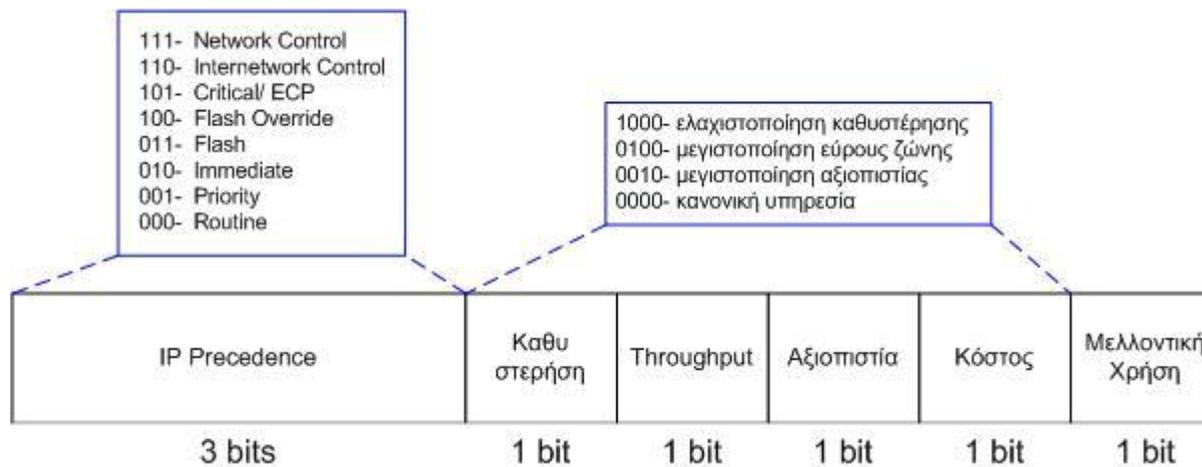 111- Network Control
110- Internetwork Control
101- Critical/ ECP
100- Flash Override
011- Flash
010- Immediate
001- Priority
000- Routine
1000- ελαχιστοποίηση καθυστέρησης
0100- μεγιστοποίηση εύρους ζώνης
0010- μεγιστοποίηση αξιοπιστίας
0000- κανονική υπηρεσία
IP Precedence
Καθυ
στερήση
Throughput
Αξιοπιστία
Κόστος
Μελλοντική
Χρήση
3 bits
1 bit
1 bit
1 bit
1 bit
1 bit